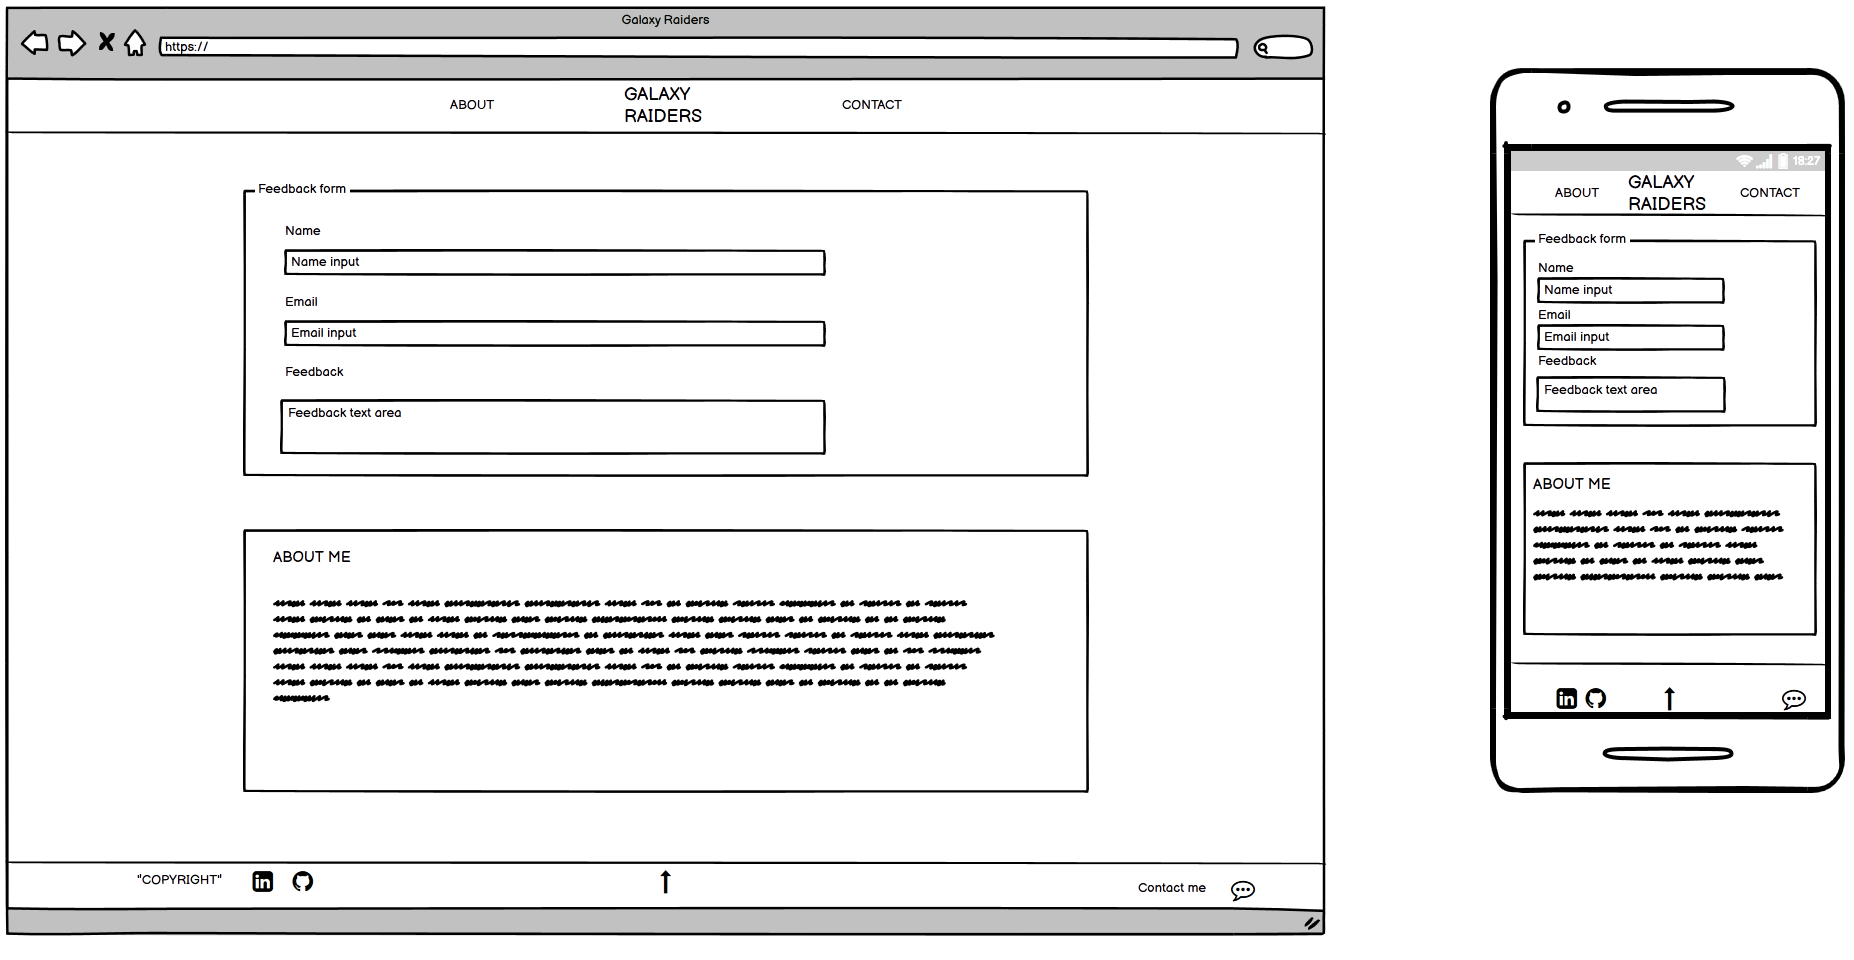 Galaxy Raiders
https://
ABOUT
GALAXY
RAIDERS
CONTACT
Feedback form
Name
Name input
Email
Email input
Feedback
Feedback text area
ABOUT ME
"COPYRIGHT"
in
Contact me
18:27
ABOUT
GALAXY
RAIDERS
CONTACT
Feedback form
Name
Name input
Email
Email input
Feedback
Feedback text area
ABOUT ME
in